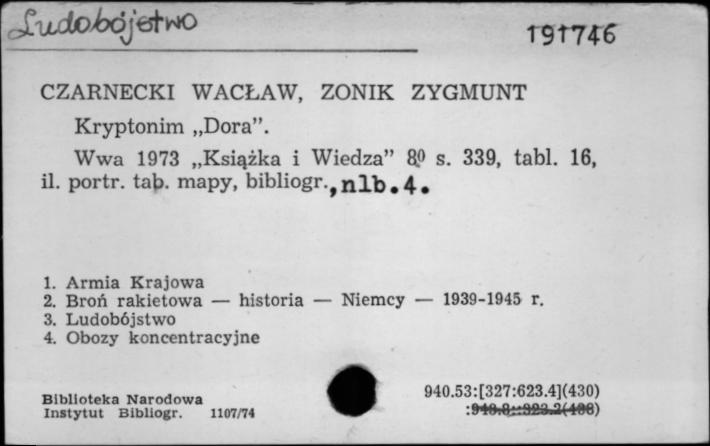 Ludobójstwo
191746
CZARNECKI WACŁAW, ZONIK ZYGMUNT
Kryptonim „Dora”.
Wwa 1973 „Książka i Wiedza” 8⁰ s. 339, tabl. 16,
il. portr. tab. mapy, bibliogr., nlb.4.
1. Armia Krajowa
2. Broń rakietowa — historia — Niemcy — 1939-1945 r.
3. Ludobójstwo
4. Obozy koncentracyjne
Biblioteka Narodowa
Instytut Bibliogr. 1107/74
940.53:[327:623.4](430)